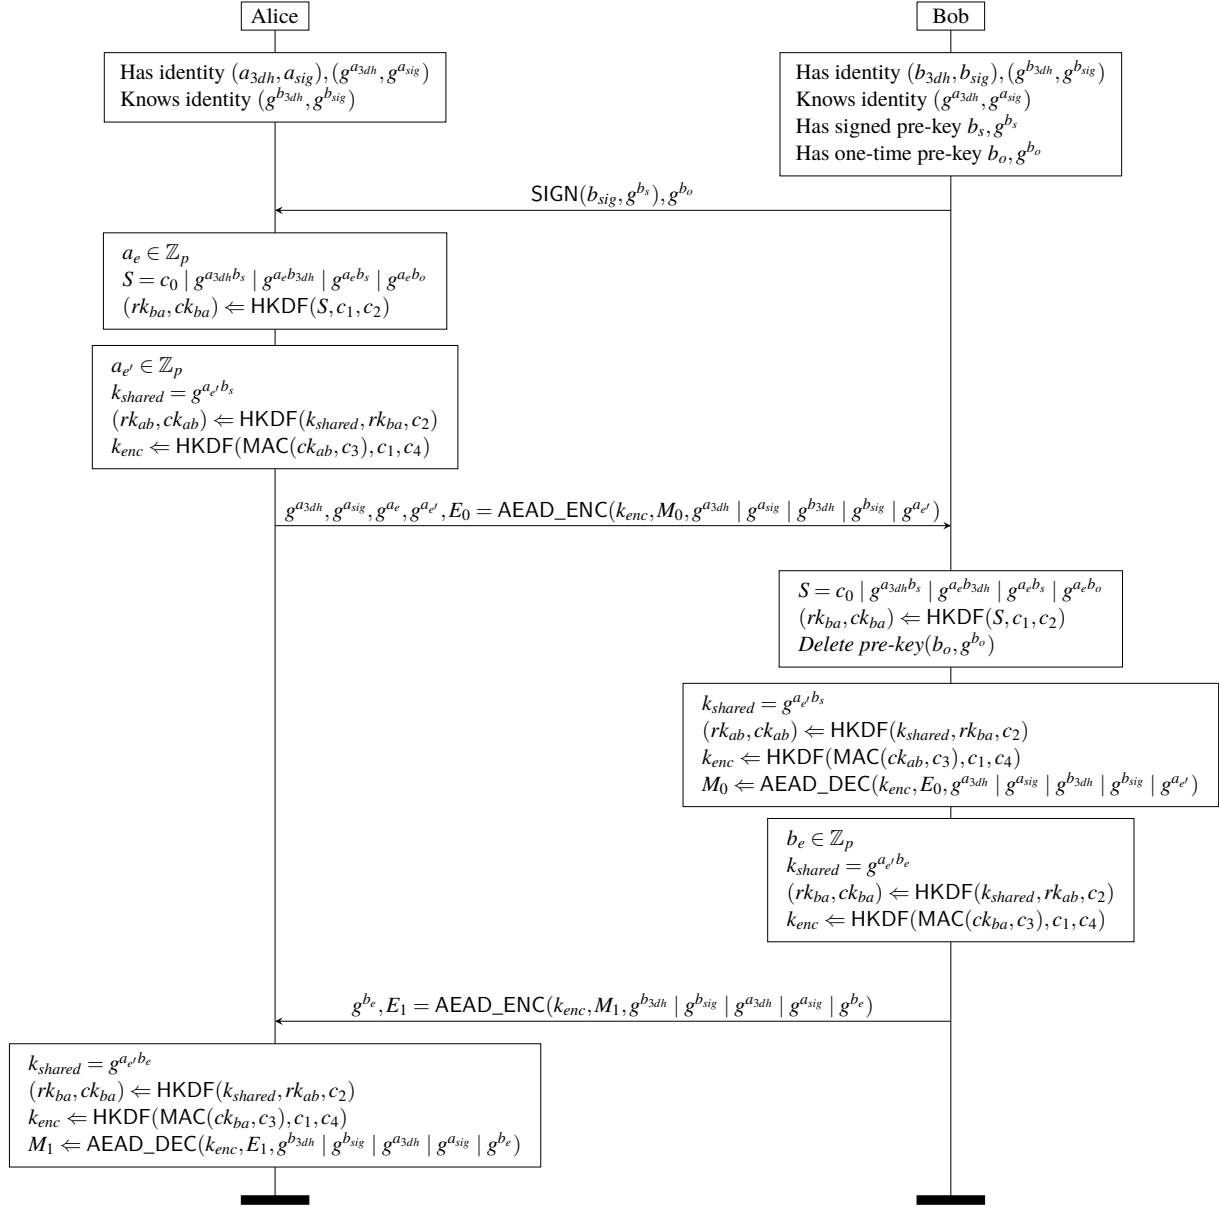 Alice
Bob
Has identity (a_{3dh}, a_{sig}), (g^{a_{3dh}}, g^{a_{sig}})
Knows identity (g^{b_{3dh}}, g^{b_{sig}})
Has identity (b_{3dh}, b_{sig}), (g^{b_{3dh}}, g^{b_{sig}})
Knows identity (g^{a_{3dh}}, g^{a_{sig}})
Has signed pre-key b_s, g^{b_s}
Has one-time pre-key b_o, g^{b_o}
SIGN(b_{sig}, g^{b_s}), g^{b_o}
a_e ∈ ℤ_p
S = c_0 | g^{a_{3dh}b_s} | g^{a_eb_{3dh}} | g^{a_eb_s} | g^{a_eb_o}
(rk_{ba}, ck_{ba}) ⇐ HKDF(S, c_1, c_2)
a_{e'} ∈ ℤ_p
k_{shared} = g^{a_{e'}b_s}
(rk_{ab}, ck_{ab}) ⇐ HKDF(k_{shared}, rk_{ba}, c_2)
k_{enc} ⇐ HKDF(MAC(ck_{ab}, c_3), c_1, c_4)
g^{a_{3dh}}, g^{a_{sig}}, g^{a_e}, g^{a_{e'}}, E_0 = AEAD_ENC(k_{enc}, M_0, g^{a_{3dh}} | g^{a_{sig}} | g^{b_{3dh}} | g^{b_{sig}} | g^{a_{e'}})
S = c_0 | g^{a_{3dh}b_s} | g^{a_eb_{3dh}} | g^{a_eb_s} | g^{a_eb_o}
(rk_{ba}, ck_{ba}) ⇐ HKDF(S, c_1, c_2)
Delete pre-key(b_o, g^{b_o})
k_{shared} = g^{a_{e'}b_s}
(rk_{ab}, ck_{ab}) ⇐ HKDF(k_{shared}, rk_{ba}, c_2)
k_{enc} ⇐ HKDF(MAC(ck_{ab}, c_3), c_1, c_4)
M_0 ⇐ AEAD_DEC(k_{enc}, E_0, g^{a_{3dh}} | g^{a_{sig}} | g^{b_{3dh}} | g^{b_{sig}} | g^{a_{e'}})
b_e ∈ ℤ_p
k_{shared} = g^{a_{e'}b_e}
(rk_{ba}, ck_{ba}) ⇐ HKDF(k_{shared}, rk_{ab}, c_2)
k_{enc} ⇐ HKDF(MAC(ck_{ba}, c_3), c_1, c_4)
g^{b_e}, E_1 = AEAD_ENC(k_{enc}, M_1, g^{b_{3dh}} | g^{b_{sig}} | g^{a_{3dh}} | g^{a_{sig}} | g^{b_e})
k_{shared} = g^{a_{e'}b_e}
(rk_{ba}, ck_{ba}) ⇐ HKDF(k_{shared}, rk_{ab}, c_2)
k_{enc} ⇐ HKDF(MAC(ck_{ba}, c_3), c_1, c_4)
M_1 ⇐ AEAD_DEC(k_{enc}, E_1, g^{b_{3dh}} | g^{b_{sig}} | g^{a_{3dh}} | g^{a_{sig}} | g^{b_e})